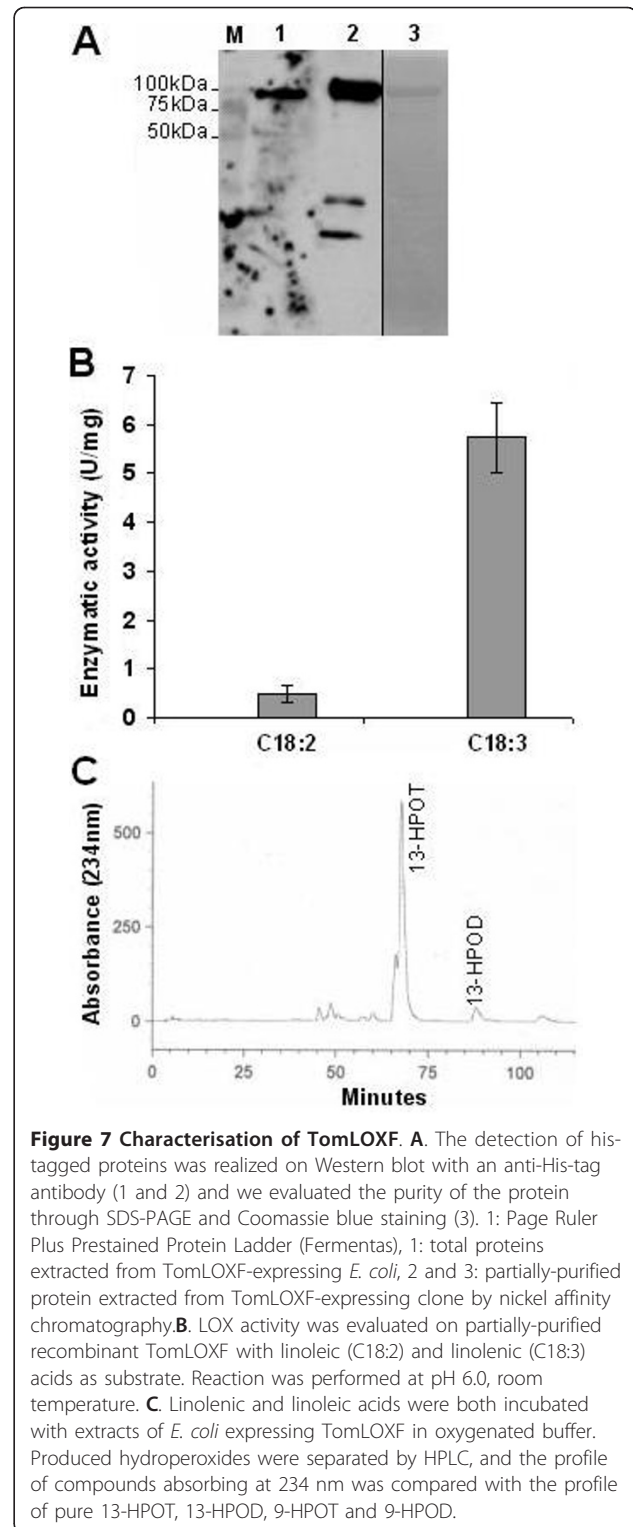 A
M 1 2 3
100kDa
75kDa
50kDa
B
Enzymatic activity (U/mg)
7
6
5
4
3
2
1
0
C18:2 C18:3
C
Absorbance (234nm)
500
250
0
13-HPOT
13-HPOD
0 25 50 75 100
Minutes
Figure 7 Characterisation of TomLOXF. A. The detection of his-
tagged proteins was realized on Western blot with an anti-His-tag
antibody (1 and 2) and we evaluated the purity of the protein
through SDS-PAGE and Coomassie blue staining (3). 1: Page Ruler
Plus Prestained Protein Ladder (Fermentas), 1: total proteins
extracted from TomLOXF-expressing E. coli, 2 and 3: partially-purified
protein extracted from TomLOXF-expressing clone by nickel affinity
chromatography.B. LOX activity was evaluated on partially-purified
recombinant TomLOXF with linoleic (C18:2) and linolenic (C18:3)
acids as substrate. Reaction was performed at pH 6.0, room
temperature. C. Linolenic and linoleic acids were both incubated
with extracts of E. coli expressing TomLOXF in oxygenated buffer.
Produced hydroperoxides were separated by HPLC, and the profile
of compounds absorbing at 234 nm was compared with the profile
of pure 13-HPOT, 13-HPOD, 9-HPOT and 9-HPOD.